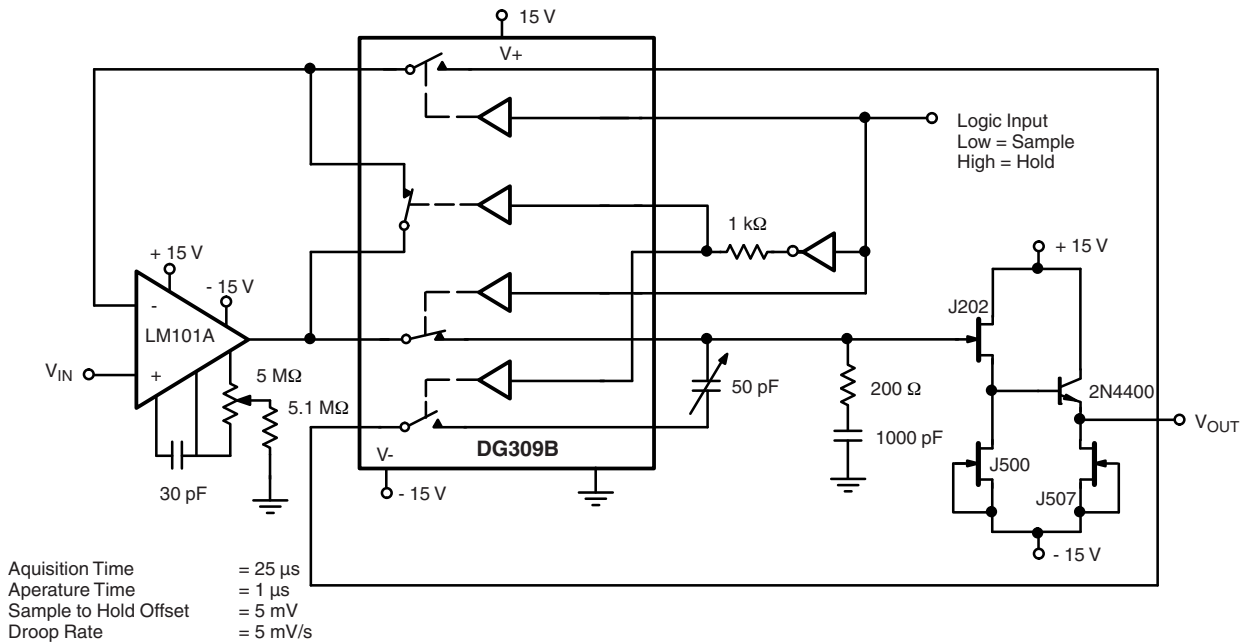 15 V
V+
Logic Input
Low = Sample
High = Hold
1 kΩ
+ 15 V
- 15 V
+ 15 V
J202
-
LM101A
+
VIN
5 MΩ
5.1 MΩ
50 pF
200 Ω
2N4400
VOUT
1000 pF
DG309B
V-
- 15 V
30 pF
J500
J507
- 15 V
Aquisition Time = 25 µs
Aperature Time = 1 µs
Sample to Hold Offset = 5 mV
Droop Rate = 5 mV/s